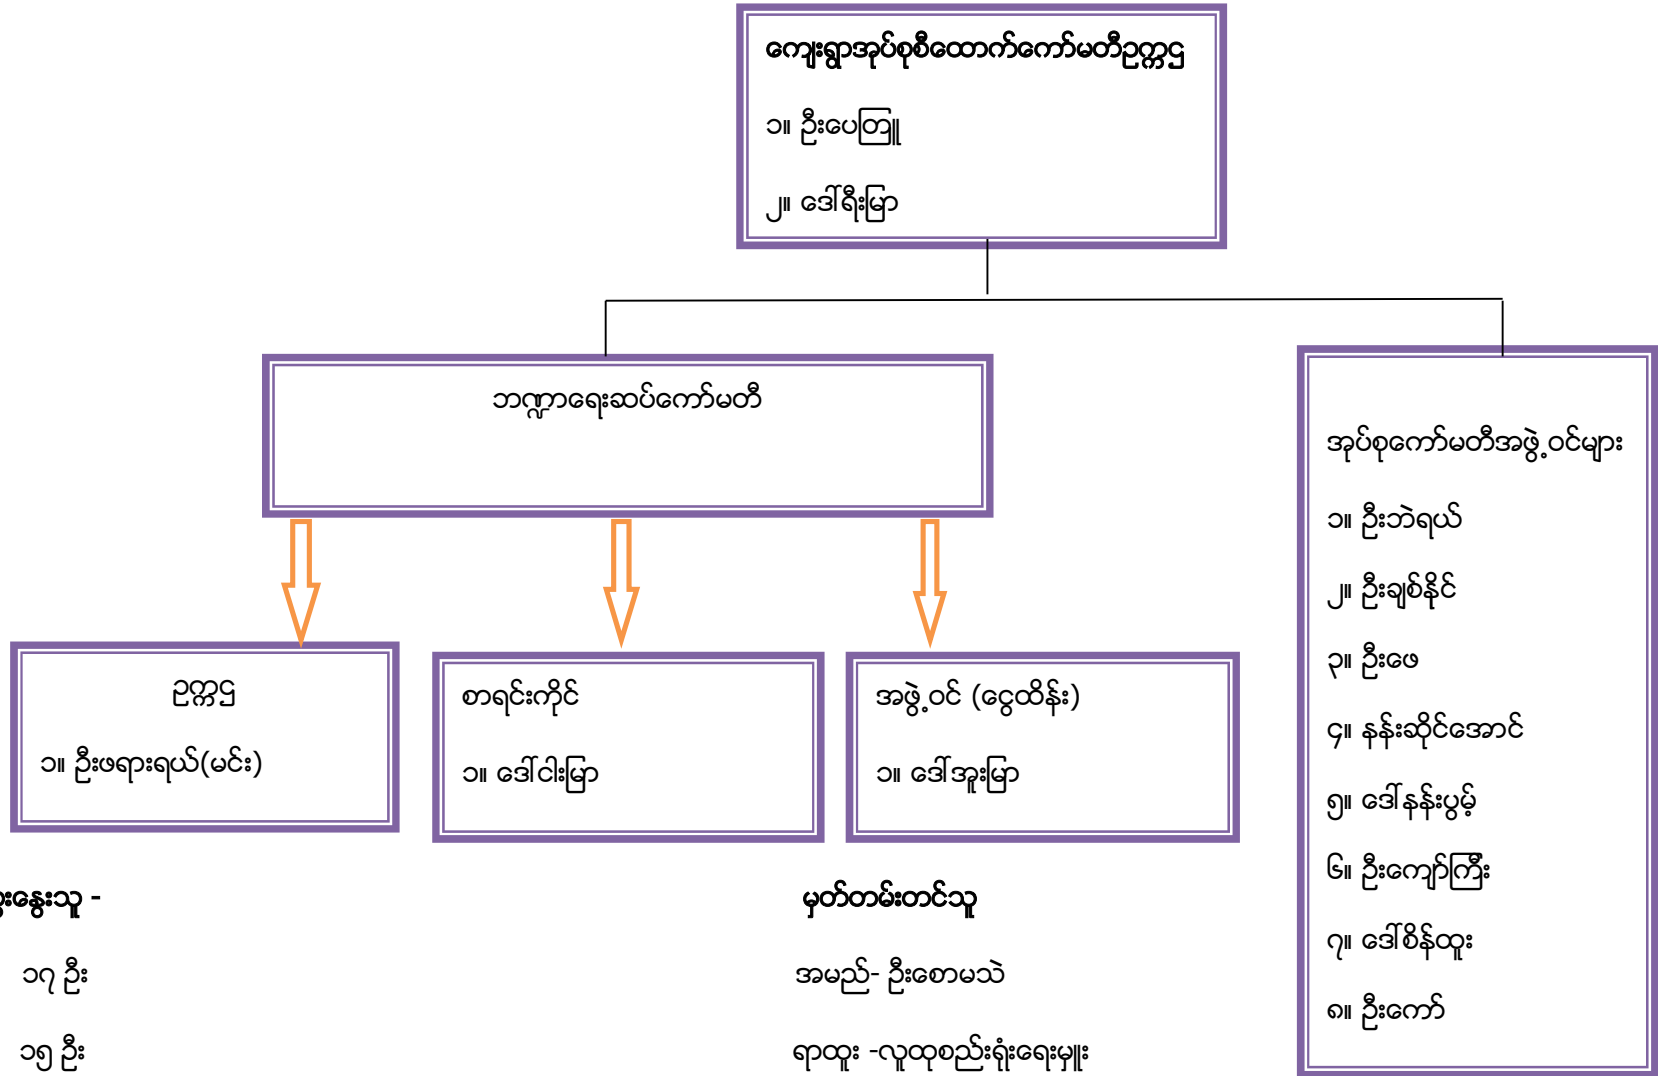 ကျေးရွာအုပ်စုစီထောက်ကော်မတီဥက္ကဌ
၁။ ဦးပေတြူ
၂။ ဒေါ်ရီးမြာ
ဘဏ္ဍာရေးဆပ်ကော်မတီ
အုပ်စုကော်မတီအဖွဲ့ဝင်များ
၁။ ဦးဘဲရယ်
၂။ ဦးချစ်နိုင်
၃။ ဦးဖေ
၄။ နန်းဆိုင်အောင်
၅။ ဒေါ်နန်းပွမ့်
၆။ ဦးကျော်ကြီး
၇။ ဒေါ်စိန်ထူး
၈။ ဦးကော်
ဥက္ကဌ
၁။ ဦးဖရားရယ်(မင်း)
စာရင်းကိုင်
၁။ ဒေါ်ငါးမြာ
အဖွဲ့ဝင် (ငွေထိန်း)
၁။ ဒေါ်အူးမြာ
မှတ်တမ်းတင်သူ
၁၇ ဦး
အမည်- ဦးစောမသဲ
၁၅ ဦး
ရာထူး -လူထုစည်းရုံးရေးမှူး